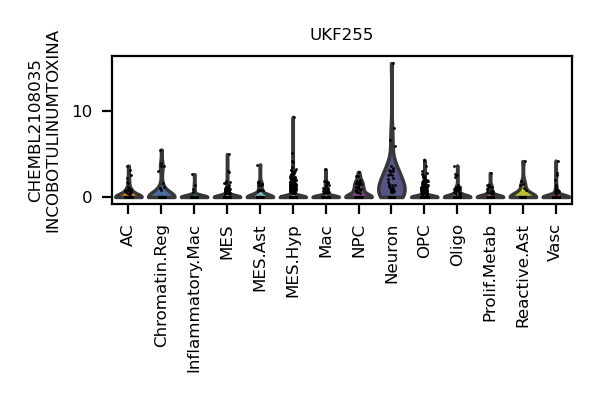 UKF255
CHEMBL2108035
INCOBOTULINUMTOXINA
10
0
AC
Chromatin.Reg
Inflammatory.Mac
MES
MES.Ast
MES.Hyp
Mac
NPC
Neuron
OPC
Oligo
Prolif.Metab
Reactive.Ast
Vasc